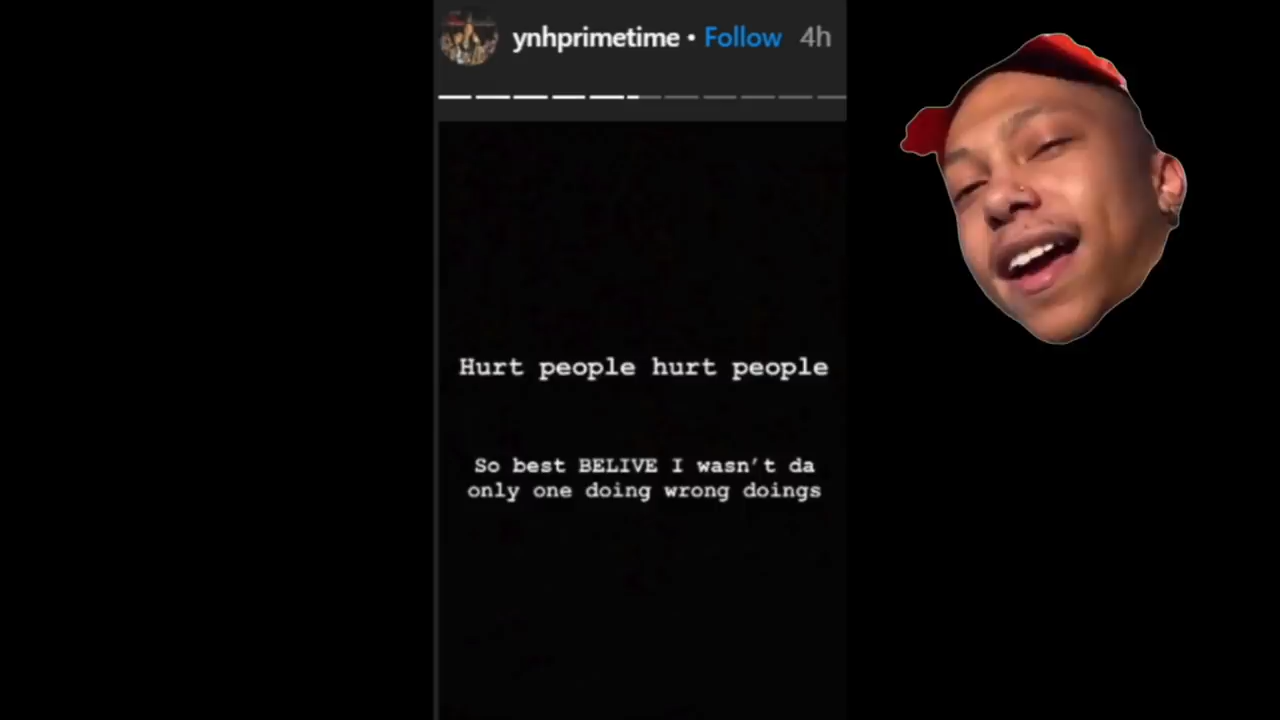 ynhprimetime • Follow 4h
Hurt people hurt people
So best BELIVE I wasn't da
only one doing wrong doings